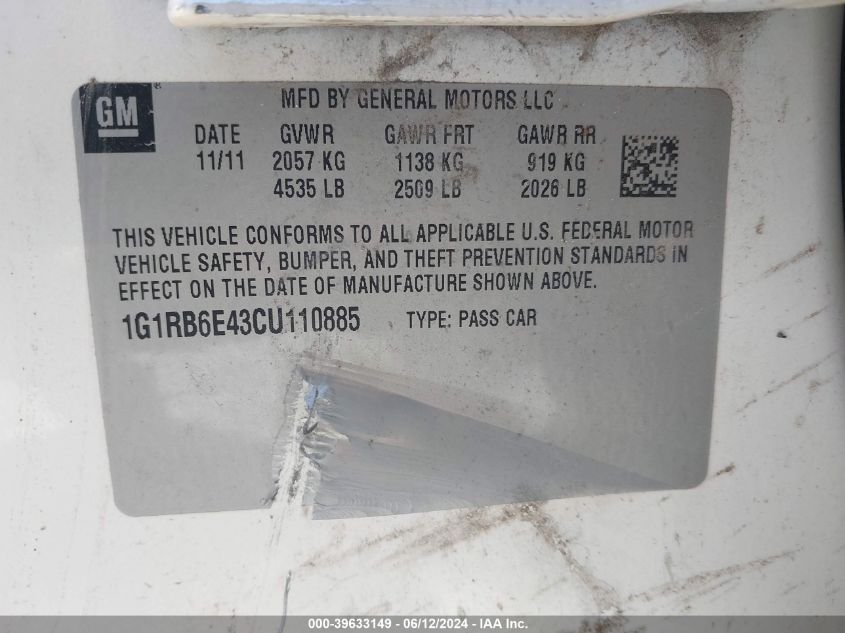 GM
MFD BY GENERAL MOTORS LLC
DATE GVWR GAWR FRT GAWR RR
11/11 2057 KG 1138 KG 919 KG
4535 LB 2509 LB 2026 LB
THIS VEHICLE CONFORMS TO ALL APPLICABLE U.S. FEDERAL MOTOR
VEHICLE SAFETY, BUMPER, AND THEFT PREVENTION STANDARDS IN
EFFECT ON THE DATE OF MANUFACTURE SHOWN ABOVE.
1G1RB6E43CU110885 TYPE: PASS CAR
000-39633149 - 06/12/2024 - IAA, Inc.